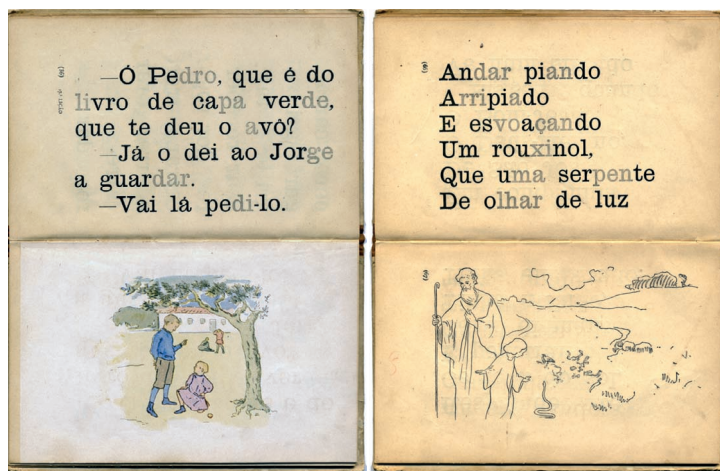 —Ó Pedro, que é do
livro de capa verde,
que te deu o avô?
—Já o dei ao Jorge
a guardar.
—Vai lá pedi-lo.
Andar piando
Arripiado
E esvoaçando
Um rouxinol,
Que uma serpente
De olhar de luz